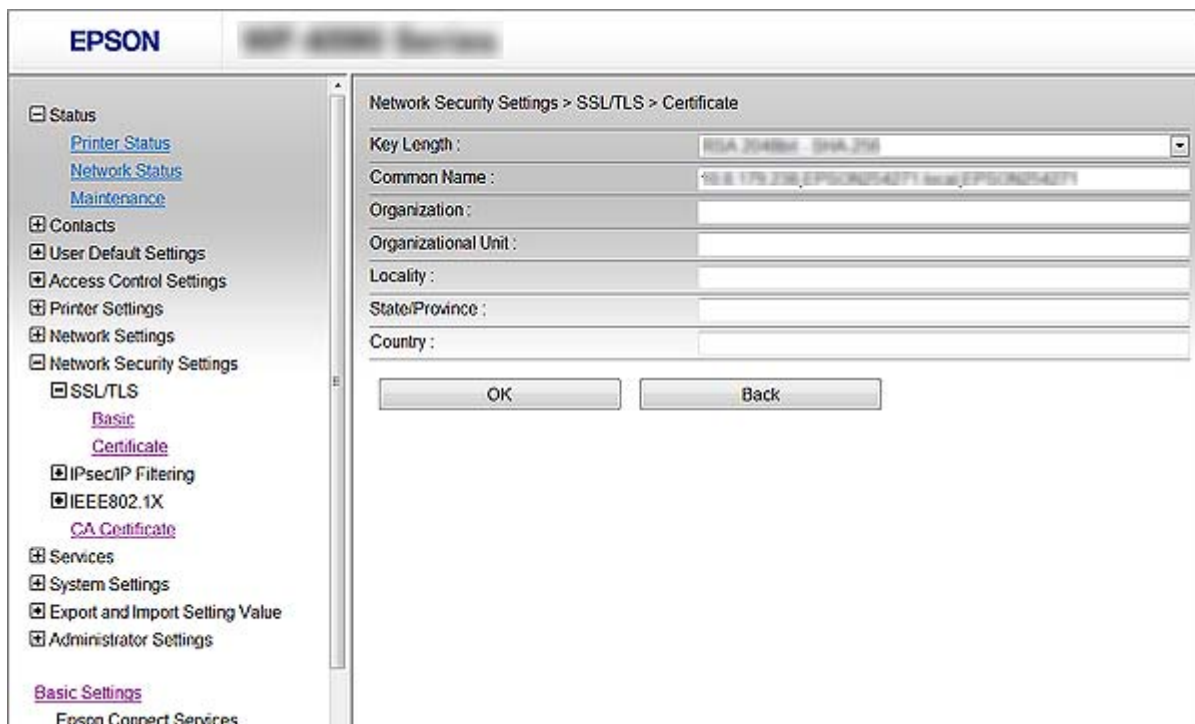 EPSON
Status
Printer Status
Network Status
Maintenance
Contacts
User Default Settings
Access Control Settings
Printer Settings
Network Settings
Network Security Settings
SSL/TLS
Basic
Certificate
IPsec/IP Filtering
IEEE802.1X
CA Certificate
Services
System Settings
Export and Import Setting Value
Administrator Settings
Basic Settings
Epson Connect Services
Network Security Settings > SSL/TLS > Certificate
Key Length :
Common Name :
Organization :
Organizational Unit :
Locality :
State/Province :
Country :
OK
Back